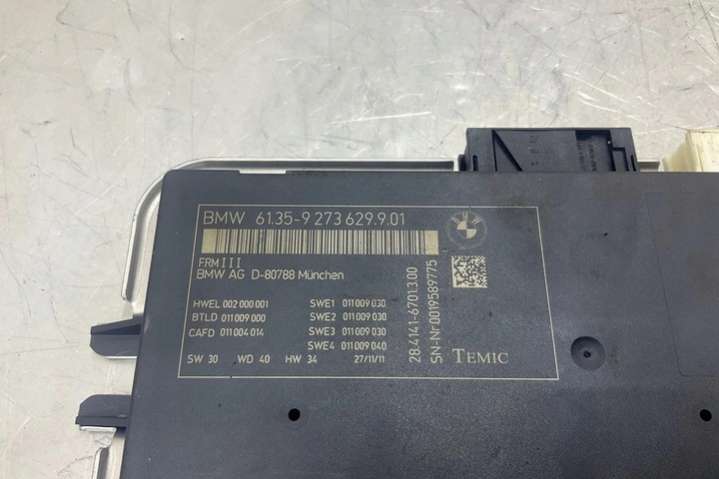 BMW 61.35-9 273 629.9.01
FRM III
BMW AG D-80788 München
HWEL 002 000 001
BTLD 011 009 000
CAFD 011 004 014
SWE1 011 009 030
SWE2 011 009 030
SWE3 011 009 030
SWE4 011 009 040
SW 30 WD 40 HW 34 27/11/11
28.4141-6701.3.00
SN-Nr0019589775
TEMIC